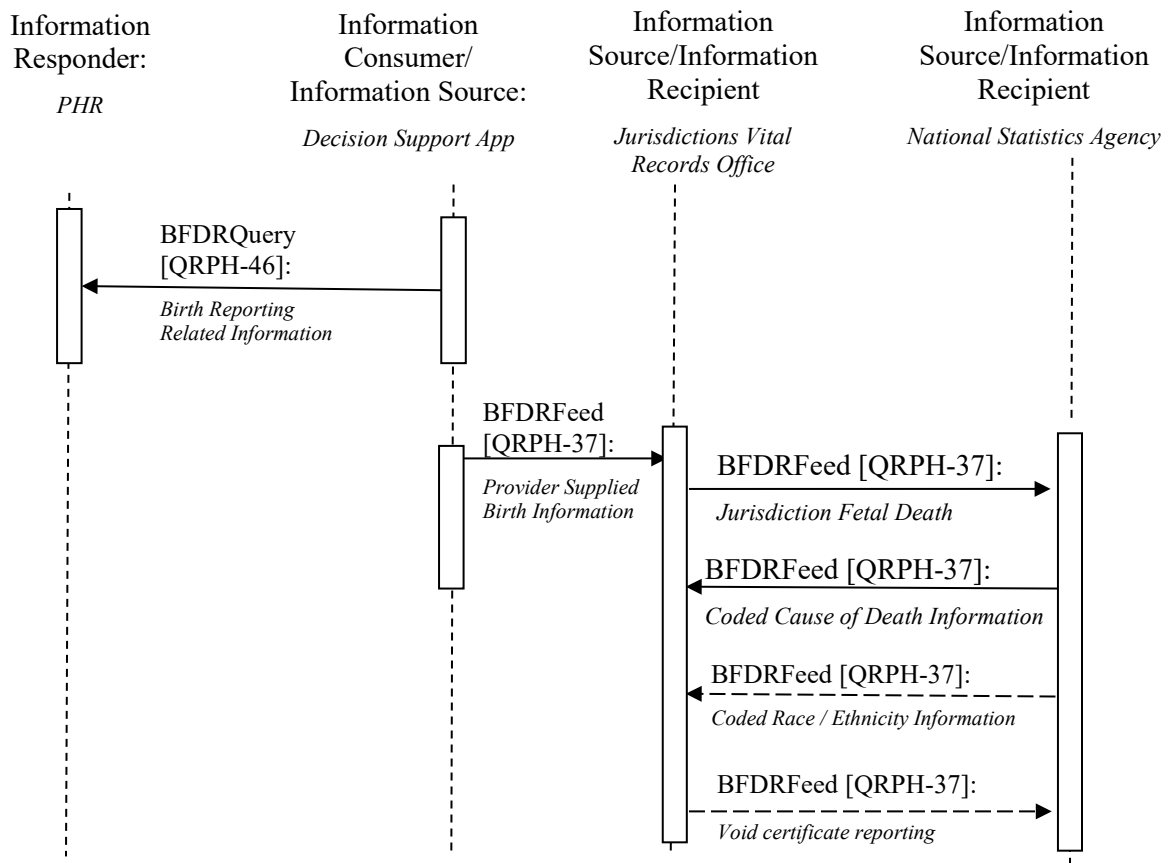 Information
Responder:
PHR
Information
Consumer/
Information Source:
Decision Support App
Information
Source/Information
Recipient
Jurisdictions Vital
Records Office
Information
Source/Information
Recipient
National Statistics Agency
BFDRQuery
[QRPH-46]:
Birth Reporting
Related Information
BFDRFeed
[QRPH-37]:
Provider Supplied
Birth Information
BFDRFeed [QRPH-37]:
Jurisdiction Fetal Death
BFDRFeed [QRPH-37]:
Coded Cause of Death Information
BFDRFeed [QRPH-37]:
Coded Race / Ethnicity Information
BFDRFeed [QRPH-37]:
Void certificate reporting